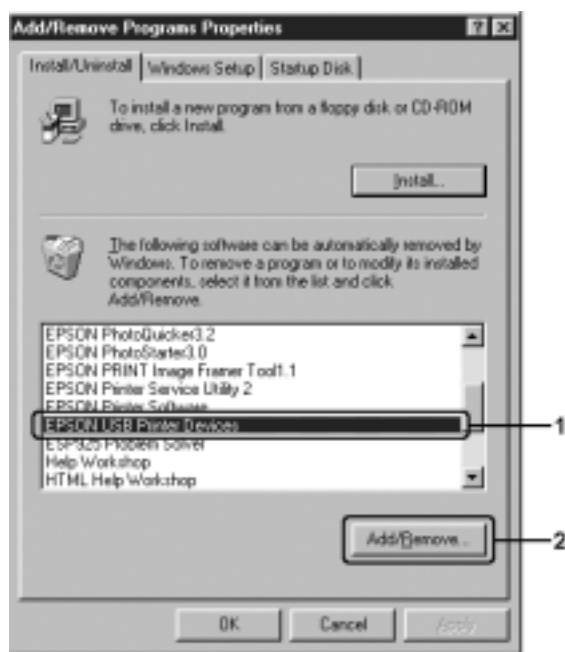 Add/Remove Programs Properties
Install/Uninstall
Windows Setup
Startup Disk
To install a new program from a floppy disk or CD-ROM
drive, click Install.
Install...
The following software can be automatically removed by
Windows. To remove a program or to modify its installed
components, select it from the list and click
Add/Remove.
EPSON PhotoQuicker3.2
EPSON PhotoStarter3.0
EPSON PRINT Image Framer Tool1.1
EPSON Printer Service Utility 2
EPSON Printer Software
EPSON USB Printer Devices
1
ESP925 Problem Solver
Help Workshop
HTML Help Workshop
Add/Remove...
2
OK
Cancel
Apply